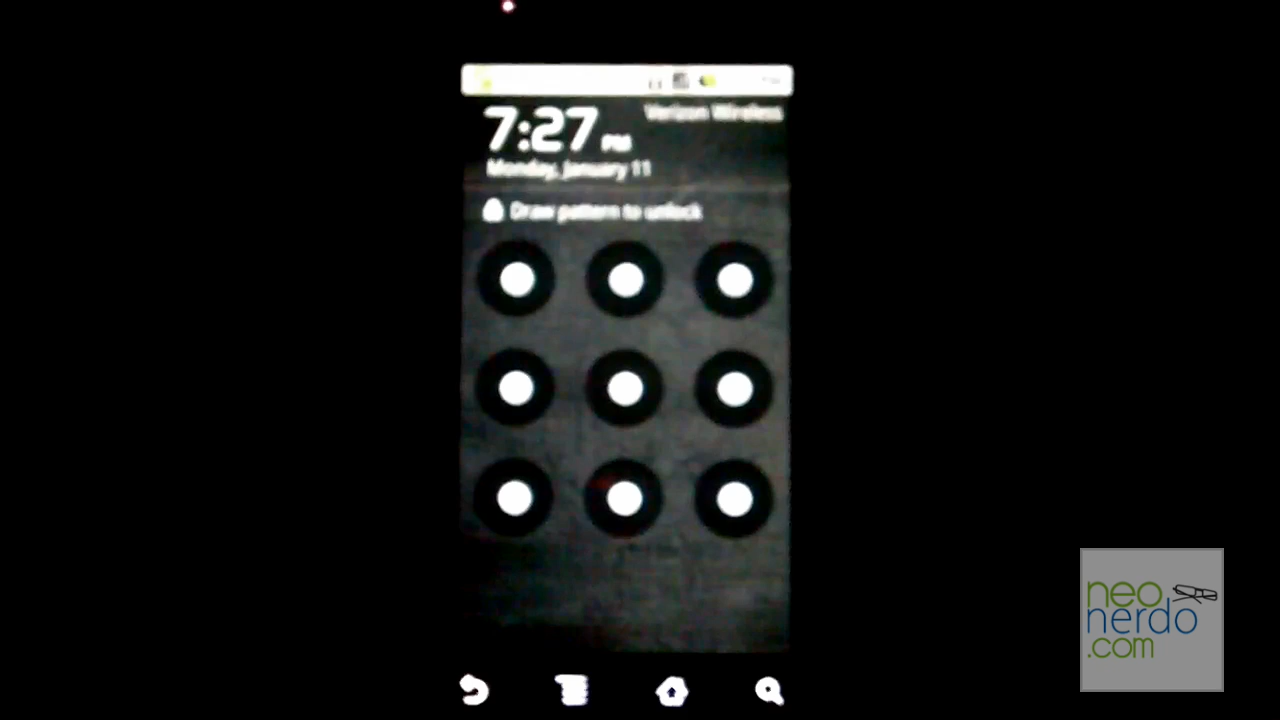 7:27 PM
Verizon Wireless
Monday, January 11
Draw pattern to unlock
neo
nerdo
.com